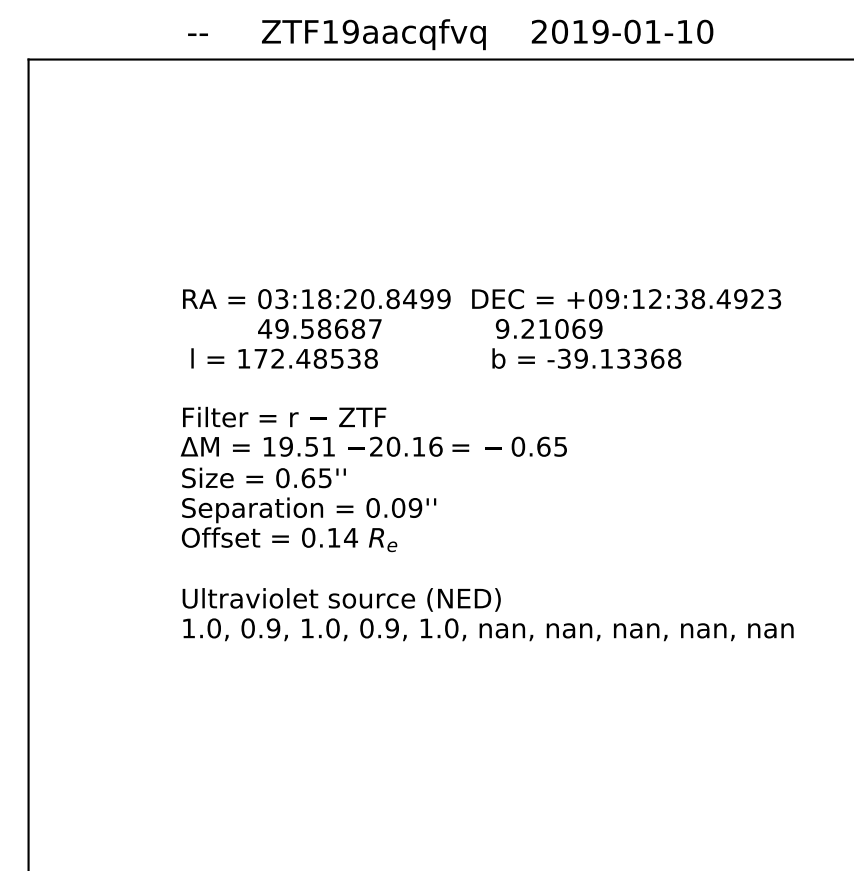 -- ZTF19aacqfvq 2019-01-10
RA = 03:18:20.8499 DEC = +09:12:38.4923
49.58687 9.21069
l = 172.48538 b = -39.13368
Filter = r − ZTF
ΔM = 19.51 −20.16 = − 0.65
Size = 0.65''
Separation = 0.09''
Offset = 0.14 Re
Ultraviolet source (NED)
1.0, 0.9, 1.0, 0.9, 1.0, nan, nan, nan, nan, nan